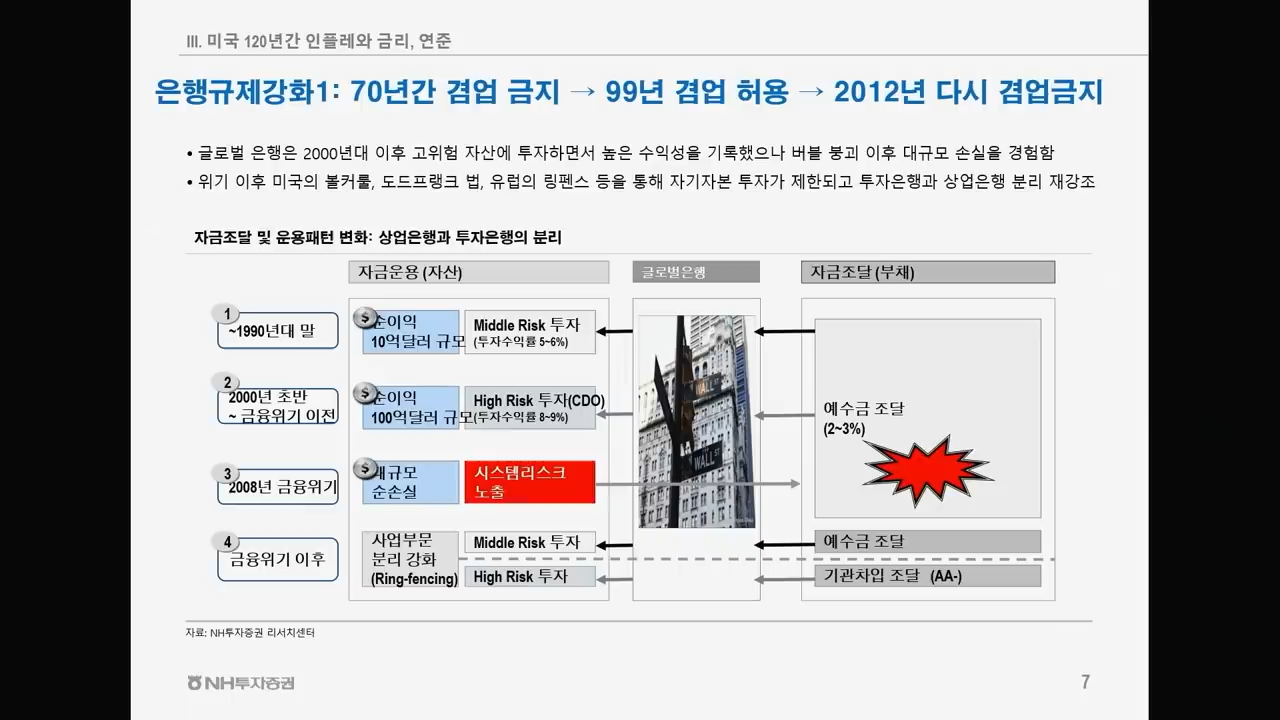 III. 미국 120년간 인플레와 금리, 연준
은행규제강화1: 70년간 겸업 금지 → 99년 겸업 허용 → 2012년 다시 겸업금지
• 글로벌 은행은 2000년대 이후 고위험 자산에 투자하면서 높은 수익성을 기록했으나 버블 붕괴 이후 대규모 손실을 경험함
• 위기 이후 미국의 볼커룰, 도드프랭크 법, 유럽의 링펜스 등을 통해 자기자본 투자가 제한되고 투자은행과 상업은행 분리 재강조
자금조달 및 운용패턴 변화: 상업은행과 투자은행의 분리
자금운용 (자산)
글로벌은행
자금조달 (부채)
1
~1990년대 말
$
순이익
10억달러 규모
Middle Risk 투자
(투자수익률 5~6%)
2
2000년 초반
~ 금융위기 이전
$
순이익
100억달러 규모
High Risk 투자(CDO)
(투자수익률 8~9%)
WALL ST
WALL ST
예수금 조달
(2~3%)
3
2008년 금융위기
$
대규모
순손실
시스템리스크
노출
4
금융위기 이후
사업부문
분리 강화
(Ring-fencing)
Middle Risk 투자
High Risk 투자
예수금 조달
기관차입 조달 (AA-)
자료: NH투자증권 리서치센터
NH투자증권
7